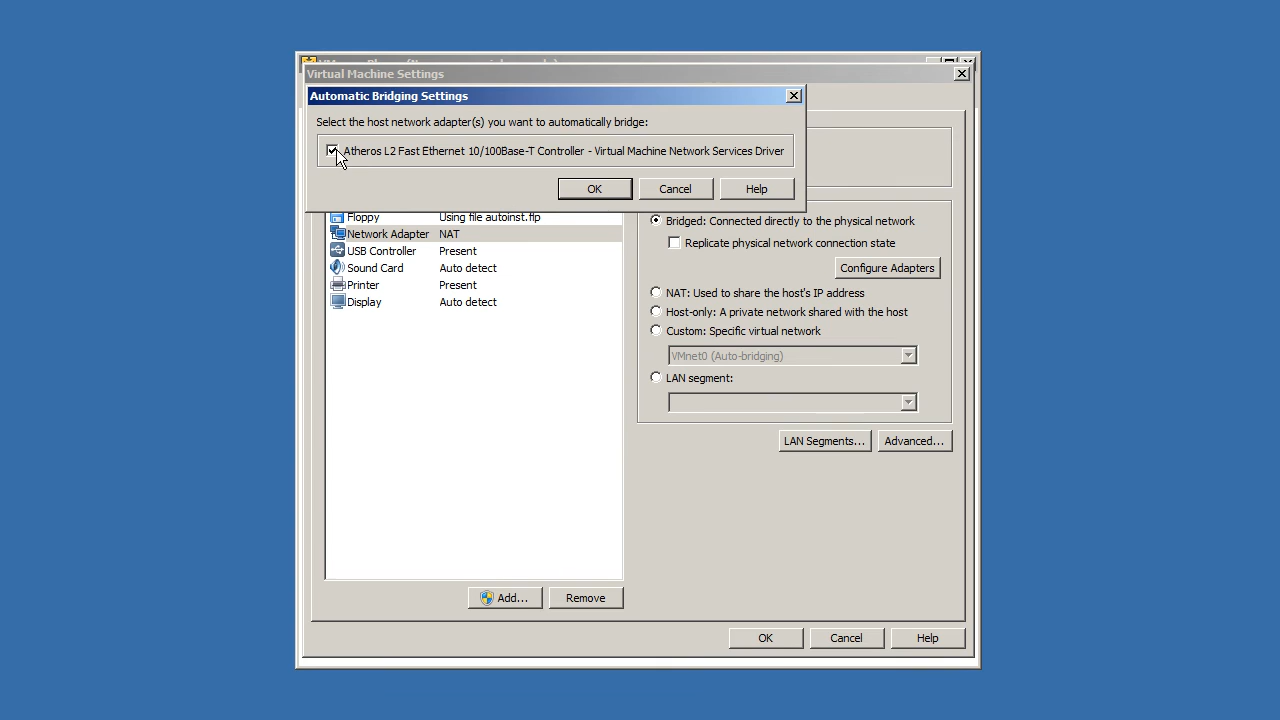 Virtual Machine Settings
Automatic Bridging Settings
Select the host network adapter(s) you want to automatically bridge:
Atheros L2 Fast Ethernet 10/100Base-T Controller - Virtual Machine Network Services Driver
OK Cancel Help
Floppy Using file autoinst.flp
Network Adapter NAT
USB Controller Present
Sound Card Auto detect
Printer Present
Display Auto detect
Bridged: Connected directly to the physical network
Replicate physical network connection state
Configure Adapters
NAT: Used to share the host's IP address
Host-only: A private network shared with the host
Custom: Specific virtual network
VMnet0 (Auto-bridging)
LAN segment:
LAN Segments... Advanced...
Add... Remove
OK Cancel Help